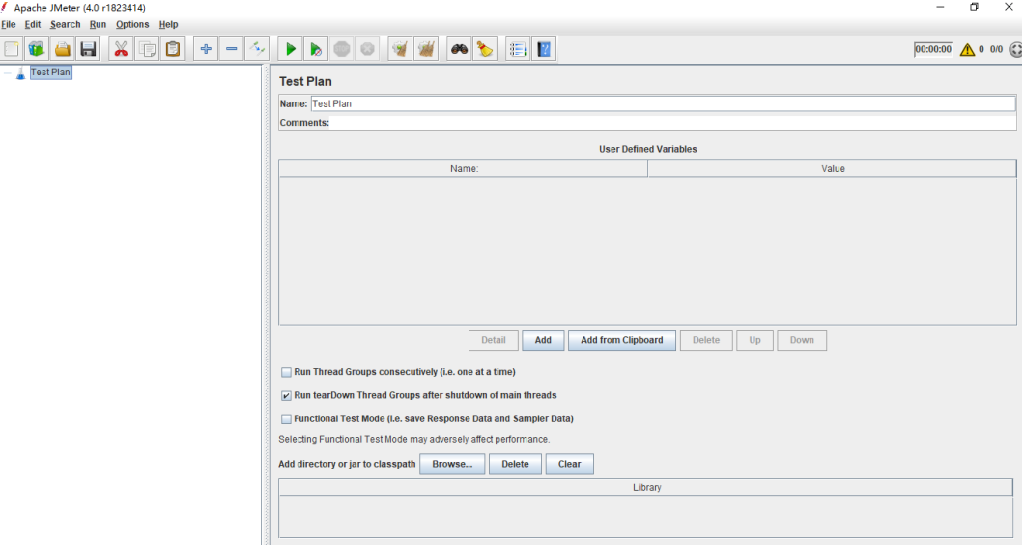 Apache JMeter (4.0 r1823414)
File Edit Search Run Options Help
00:00:00 0 0/0
Test Plan
Test Plan
Name: Test Plan
Comments:
User Defined Variables
Name: Value
Detail Add Add from Clipboard Delete Up Down
Run Thread Groups consecutively (i.e. one at a time)
Run tearDown Thread Groups after shutdown of main threads
Functional Test Mode (i.e. save Response Data and Sampler Data)
Selecting Functional Test Mode may adversely affect performance.
Add directory or jar to classpath Browse... Delete Clear
Library